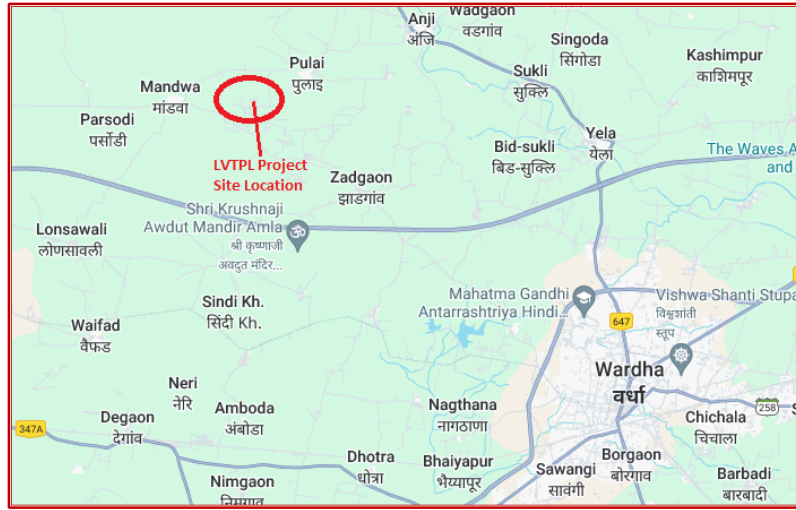 Wadgaon
वडगांव
Anji
अंजि
Singoda
सिंगोडा
Kashimpur
काशिमपूर
Pulai
पुलाइ
Sukli
सुक्लि
Mandwa
मांडवा
Parsodi
पर्सोडी
Yela
येला
Bid-sukli
बिड-सुक्लि
The Waves A
and
LVTPL Project
Site Location
Zadgaon
झाडगांव
Shri.Krushnaji
Awdut Mandir Amla
श्री कृष्णाजी
अवदुत मंदिर...
Lonsawali
लोणसावली
Sindi Kh.
सिंदी Kh.
Mahatma Gandhi
Antarrashtriya Hindi...
Vishwa Shanti Stupa
विश्वशांती
स्तूप
647
Waifad
वैफड
Wardha
वर्धा
Neri
नेरि
Degaon
देगांव
347A
Amboda
अंबोडा
Nagthana
नागठाणा
258
Chichala
चिचाला
Dhotra
धोत्रा
Bhaiyapur
भैय्यापूर
Borgaon
बोरगाव
Sawangi
सावंगी
Barbadi
बारबादी
Nimgaon
निमगाव